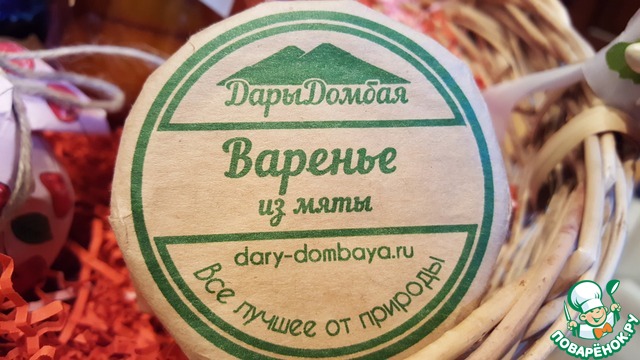 ДарыДомбая
Варенье
из мяты
dary-dombaya.ru
Все лучшее от природы
ПОВАРЁНОК.РУ